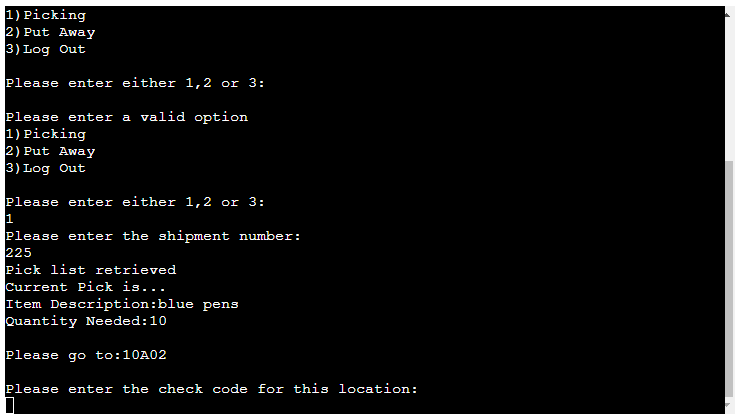 1)Picking
2)Put Away
3)Log Out
Please enter either 1,2 or 3:
Please enter a valid option
1)Picking
2)Put Away
3)Log Out
Please enter either 1,2 or 3:
1
Please enter the shipment number:
225
Pick list retrieved
Current Pick is...
Item Description:blue pens
Quantity Needed:10
Please go to:10A02
Please enter the check code for this location: